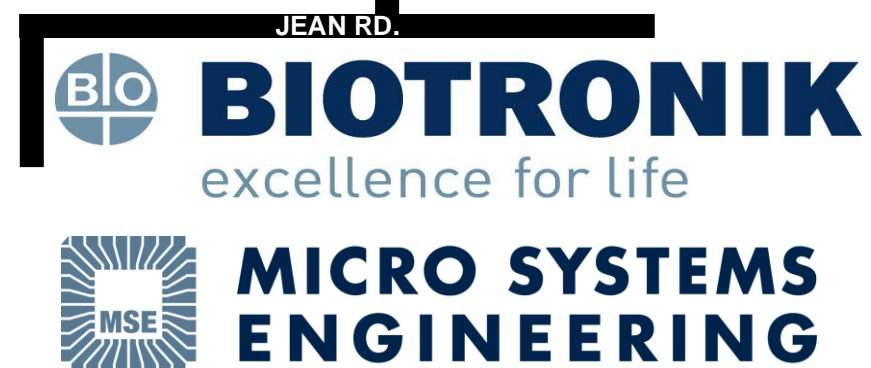 JEAN RD.
BIO
BIOTRONIK
excellence for life
MSE
MICRO SYSTEMS
ENGINEERING